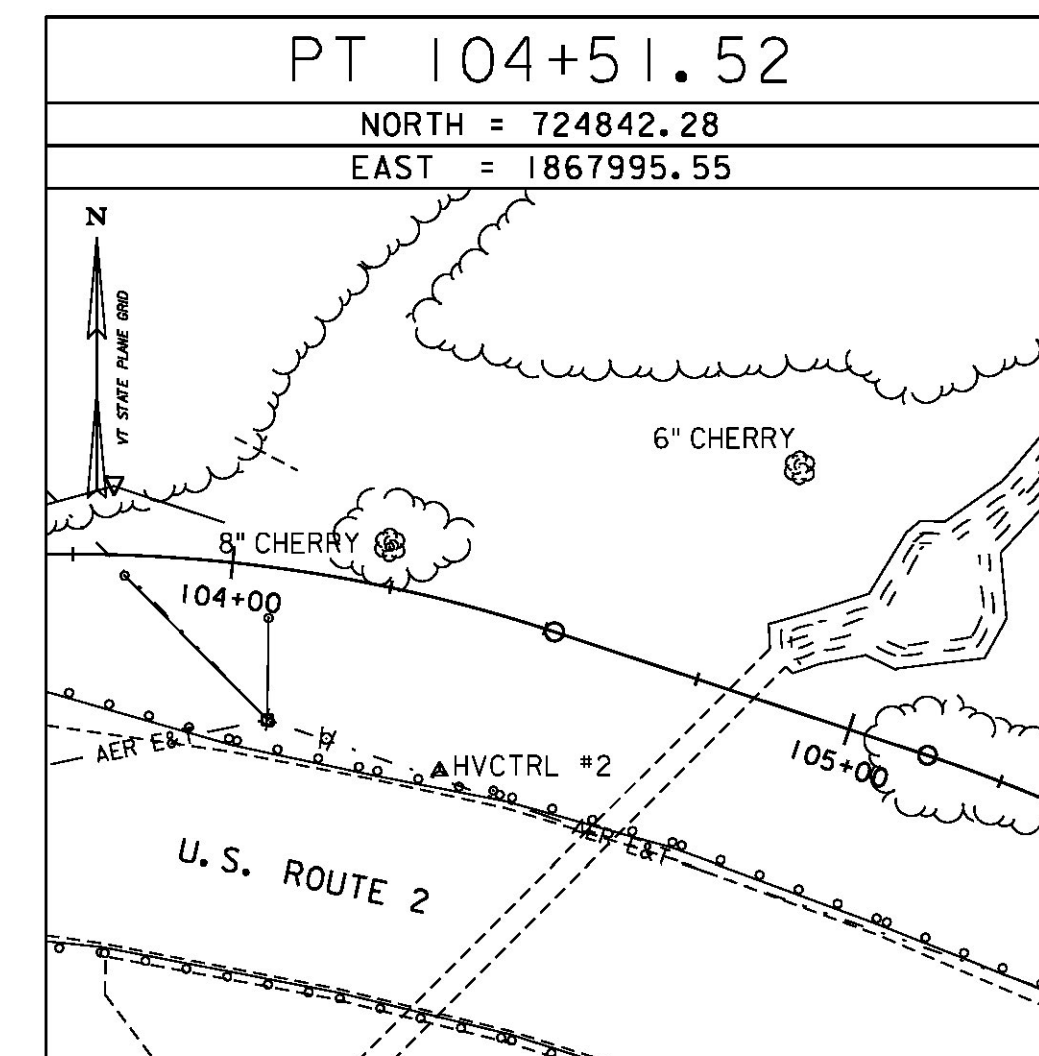 PT 104+51.52
NORTH = 724842.28
EAST = 1867995.55
N
VT STATE PLANE GRID
6" CHERRY
8" CHERRY
104+00
AER E&T
HVCTRL #2
105+00
AER E&T
U.S. ROUTE 2